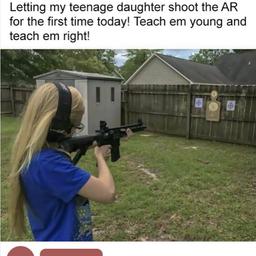 Letting my teenage daughter shoot the AR
for the first time today! Teach em young and
teach em right!